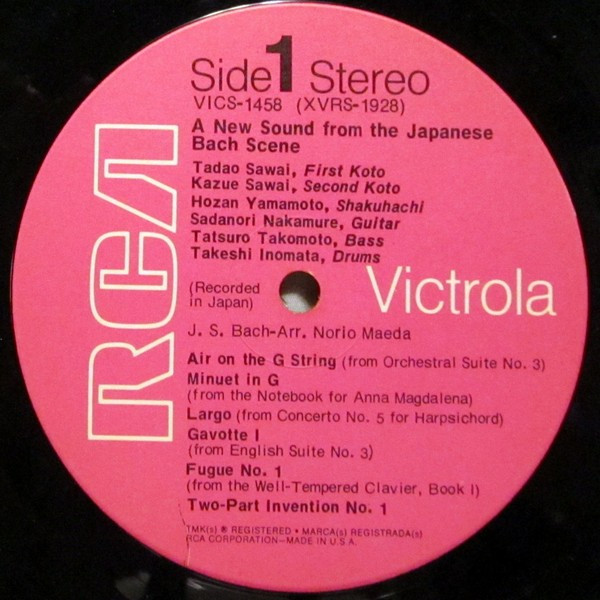 RCA
Side 1 Stereo
VICS-1458 (XVRS-1928)
A New Sound from the Japanese
Bach Scene
Tadao Sawai, First Koto
Kazue Sawai, Second Koto
Hozan Yamamoto, Shakuhachi
Sadanori Nakamure, Guitar
Tatsuro Takomoto, Bass
Takeshi Inomata, Drums
(Recorded
in Japan)
Victrola
J. S. Bach-Arr. Norio Maeda
Air on the G String (from Orchestral Suite No. 3)
Minuet in G
(from the Notebook for Anna Magdalena)
Largo (from Concerto No. 5 for Harpsichord)
Gavotte I
(from English Suite No. 3)
Fugue No. 1
(from the Well-Tempered Clavier, Book I)
Two-Part Invention No. 1
TMK(s) ® REGISTERED • MARCA(s) REGISTRADA(s)
RCA CORPORATION—MADE IN U.S.A.